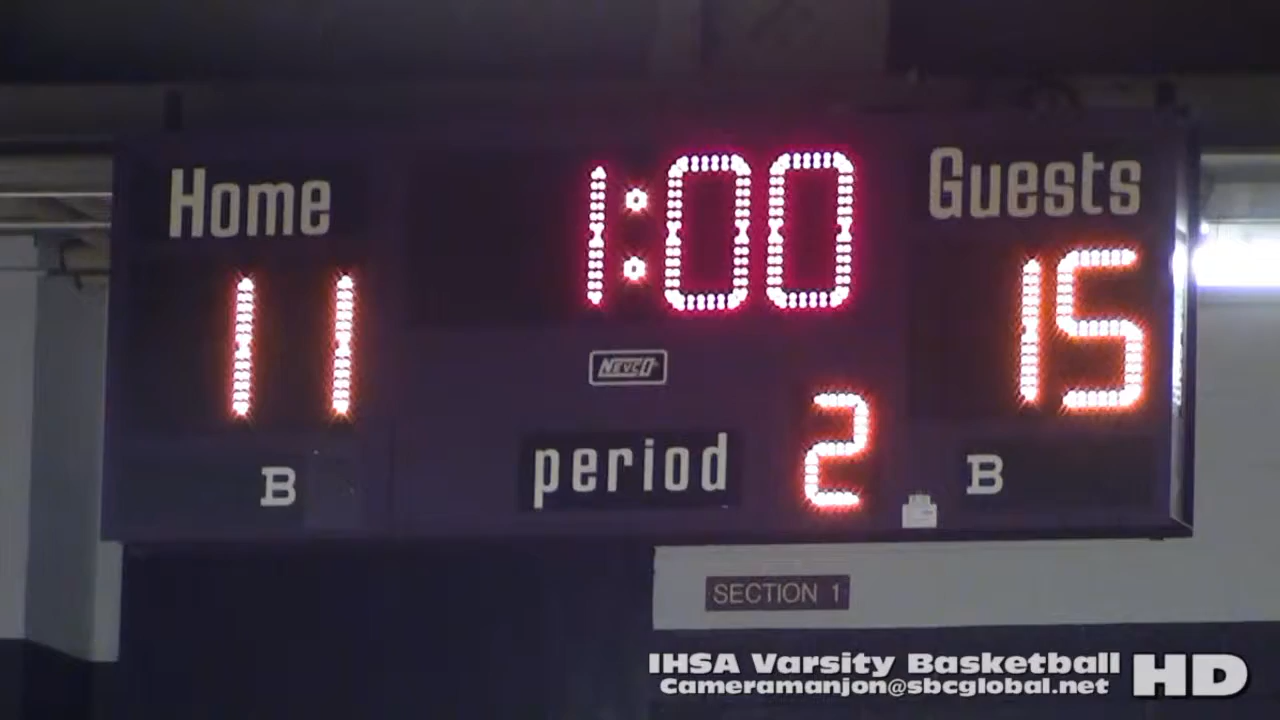 Home
1:00
Guests
11
15
NEVCO
period 2
B
B
SECTION 1
IHSA Varsity Basketball HD
Cameramanjon@sbcglobal.net